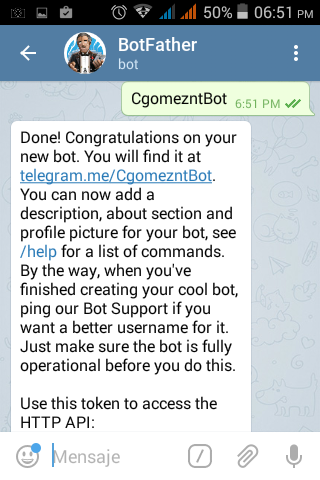 50% 06:51 PM
BotFather
bot
CgomezntBot 6:51 PM
Done! Congratulations on your
new bot. You will find it at
telegram.me/CgomezntBot.
You can now add a
description, about section and
profile picture for your bot, see
/help for a list of commands.
By the way, when you've
finished creating your cool bot,
ping our Bot Support if you
want a better username for it.
Just make sure the bot is fully
operational before you do this.
Use this token to access the
HTTP API:
Mensaje